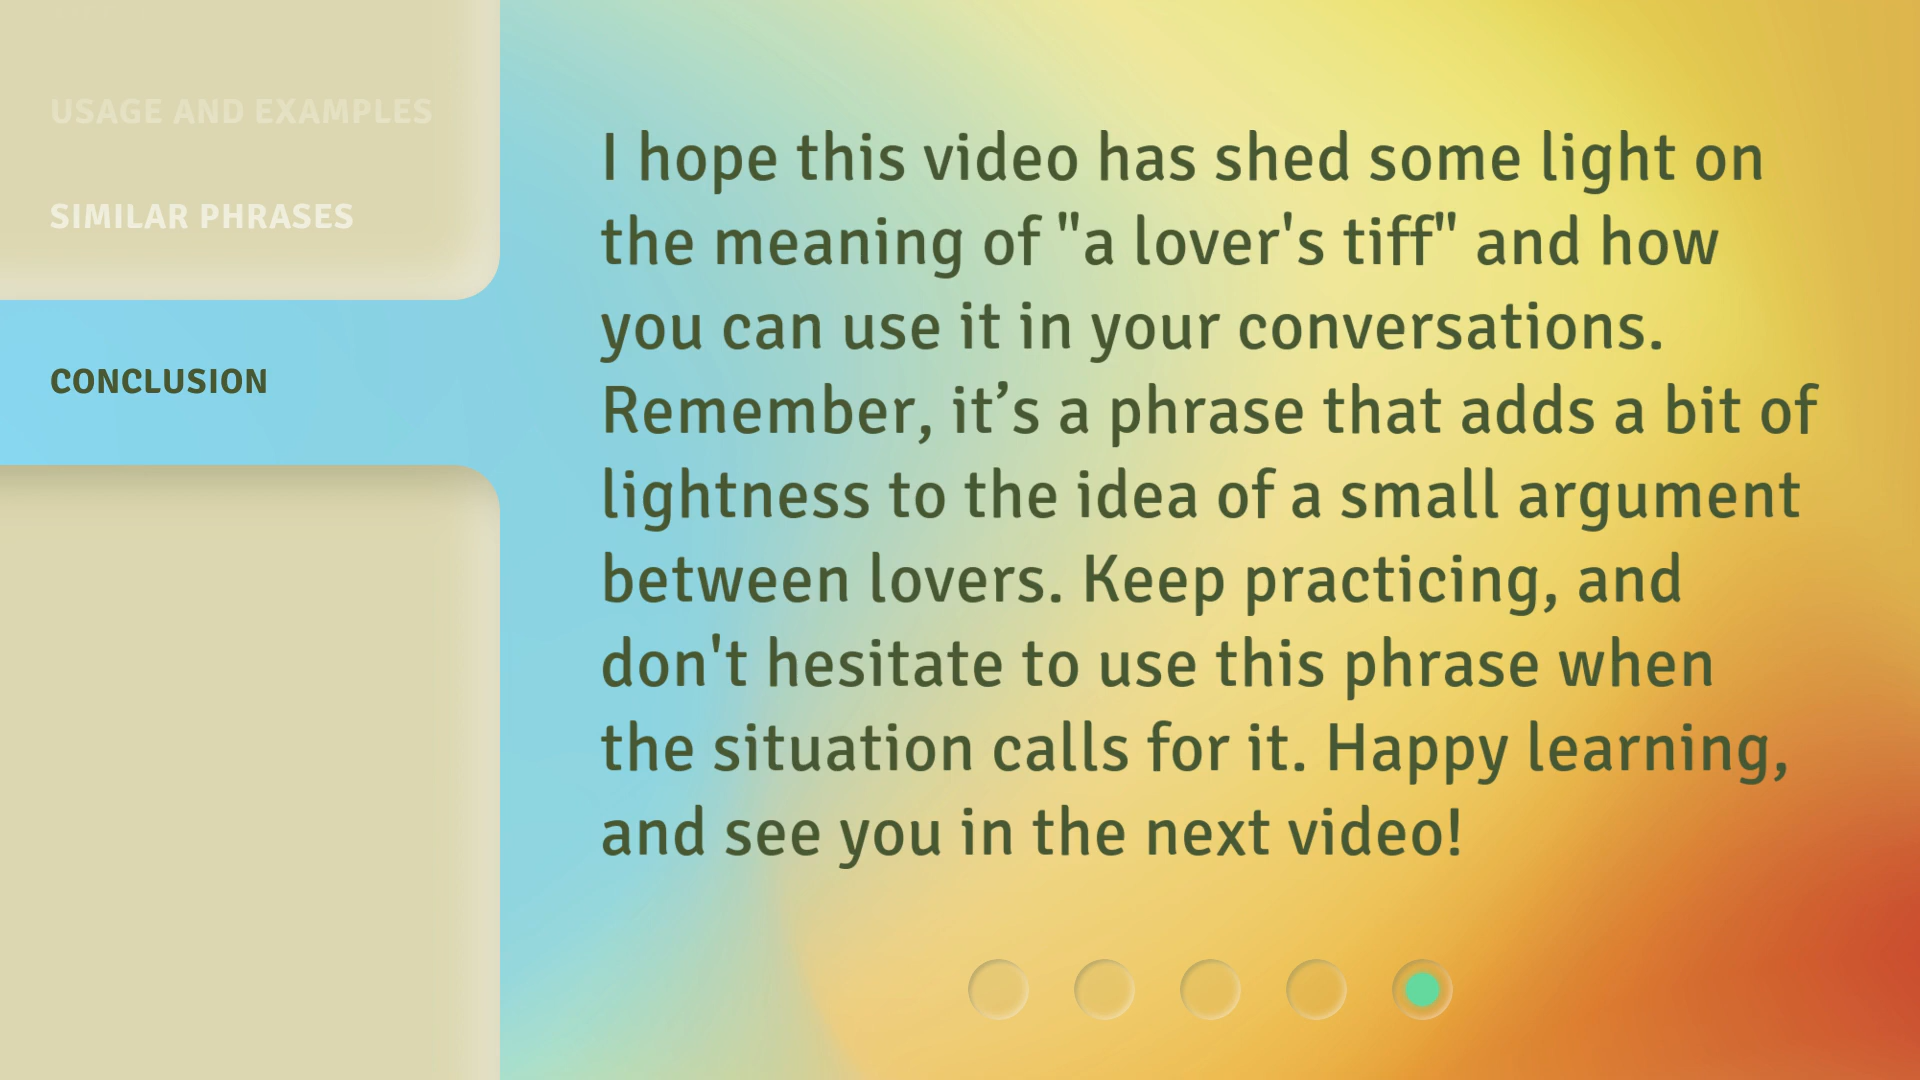 USAGE AND EXAMPLES
SIMILAR PHRASES
CONCLUSION
I hope this video has shed some light on
the meaning of "a lover's tiff" and how
you can use it in your conversations.
Remember, it’s a phrase that adds a bit of
lightness to the idea of a small argument
between lovers. Keep practicing, and
don't hesitate to use this phrase when
the situation calls for it. Happy learning,
and see you in the next video!